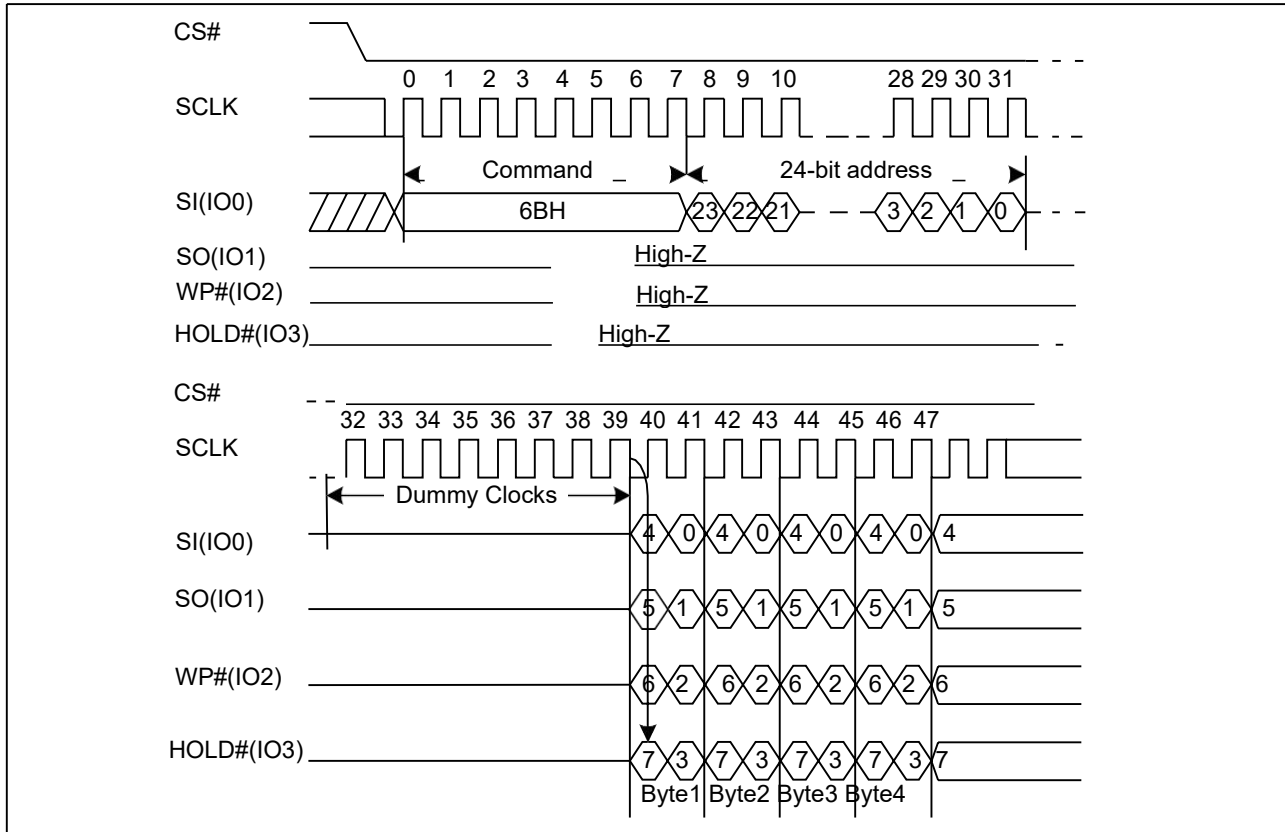 CS#
0 1 2 3 4 5 6 7 8 9 10 28 29 30 31
SCLK
Command 24-bit address
SI(IO0) 6BH 23 22 21 3 2 1 0
SO(IO1) High-Z
WP#(IO2) High-Z
HOLD#(IO3) High-Z
CS#
32 33 34 35 36 37 38 39 40 41 42 43 44 45 46 47
SCLK
Dummy Clocks
SI(IO0) 4 0 4 0 4 0 4 0 4
SO(IO1) 5 1 5 1 5 1 5 1 5
WP#(IO2) 6 2 6 2 6 2 6 2 6
HOLD#(IO3) 7 3 7 3 7 3 7 3 7
Byte1 Byte2 Byte3 Byte4